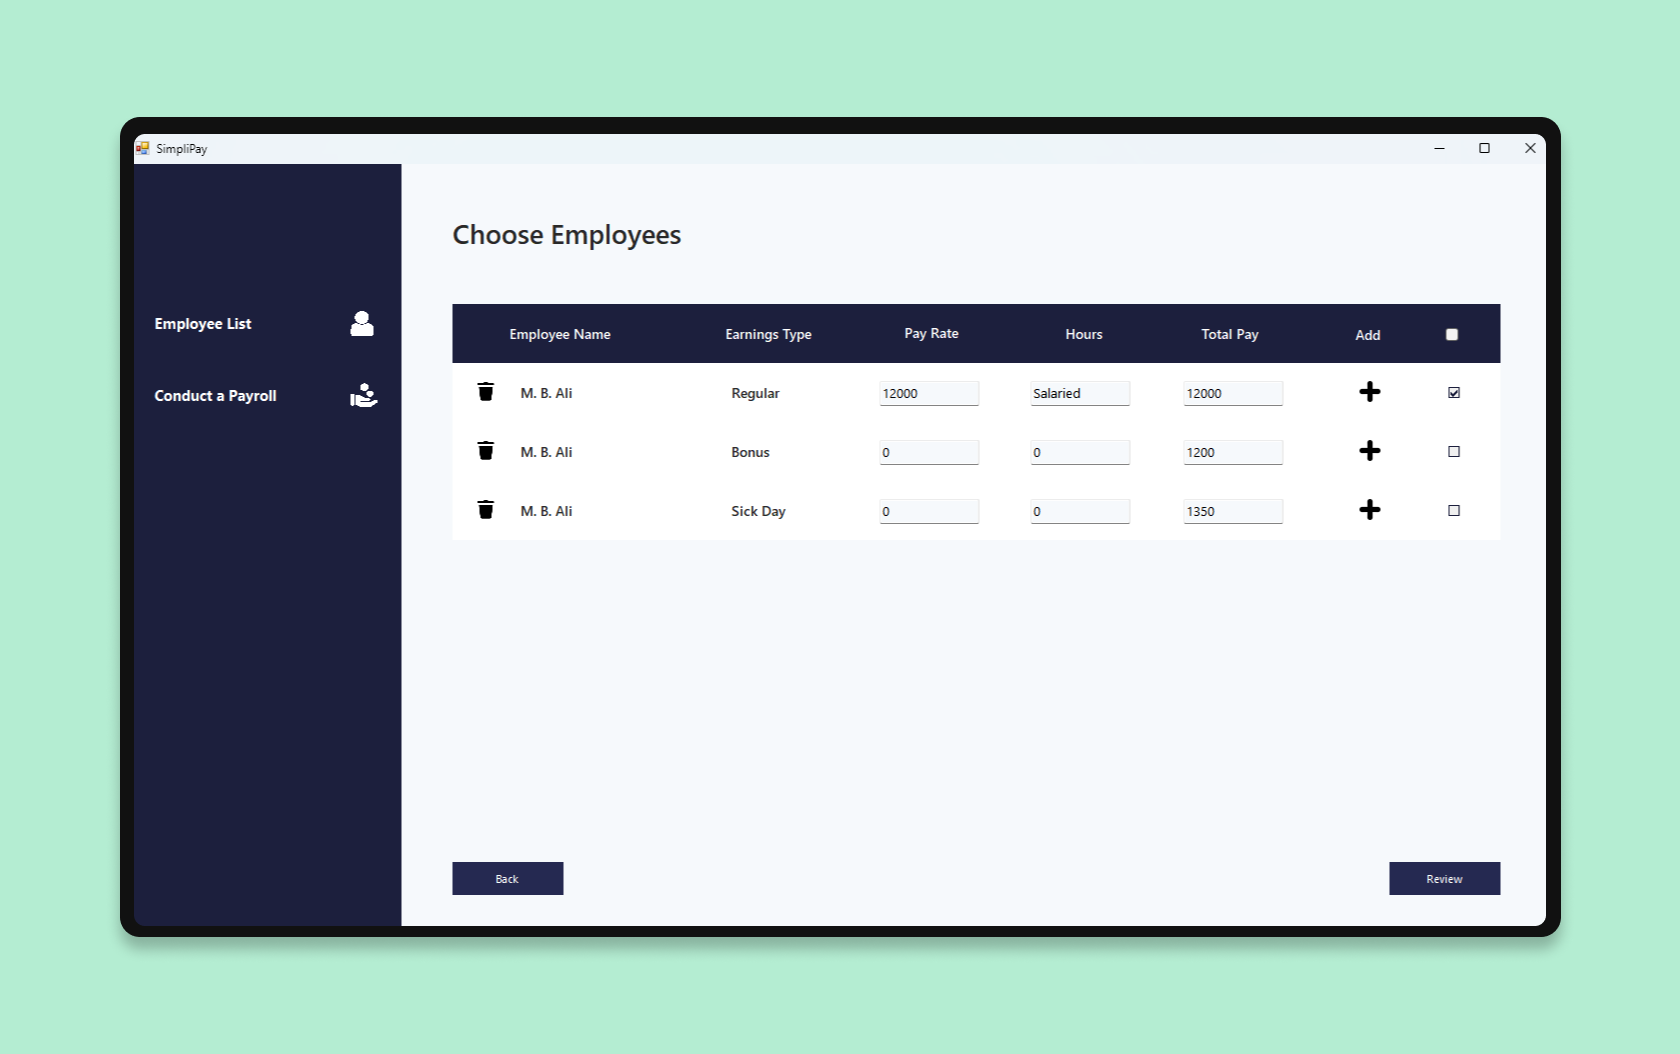 SimpliPay
Employee List
Conduct a Payroll
Choose Employees
Employee Name Earnings Type Pay Rate Hours Total Pay Add
M. B. Ali Regular 12000 Salaried 12000
M. B. Ali Bonus 0 0 1200
M. B. Ali Sick Day 0 0 1350
Back Review